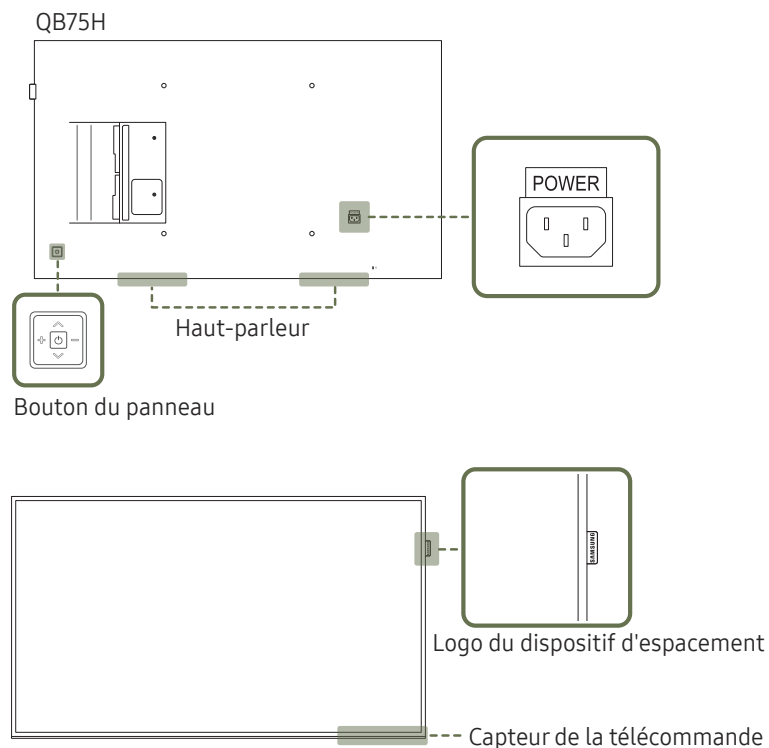 QB75H
POWER
Haut-parleur
Bouton du panneau
SAMSUNG
Logo du dispositif d'espacement
Capteur de la télécommande